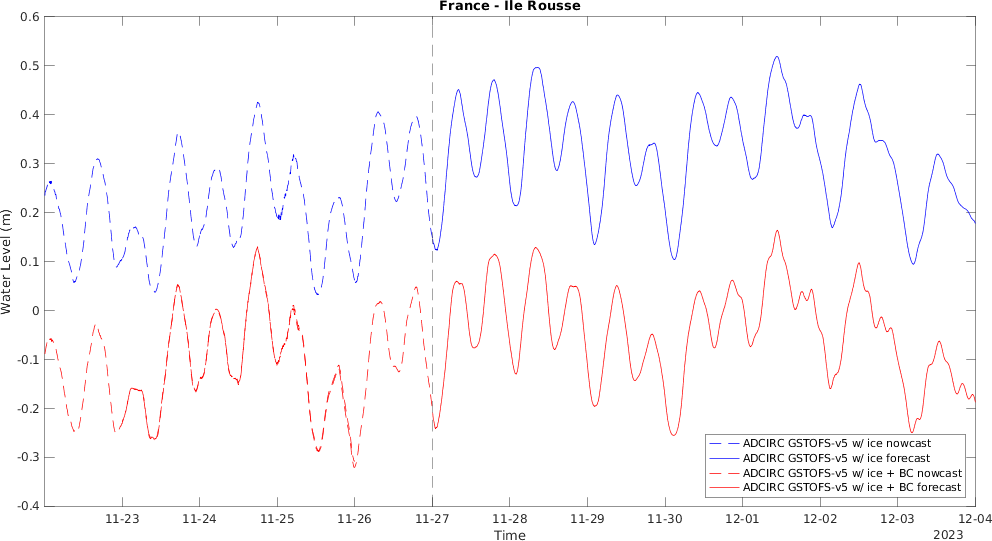 France - Ile Rousse
0.6
0.5
0.4
0.3
0.2
0.1
0
-0.1
-0.2
-0.3
-0.4
Water Level (m)
ADCIRC GSTOFS-v5 w/ ice nowcast
ADCIRC GSTOFS-v5 w/ ice forecast
ADCIRC GSTOFS-v5 w/ ice + BC nowcast
ADCIRC GSTOFS-v5 w/ ice + BC forecast
11-23 11-24 11-25 11-26 11-27 11-28 11-29 11-30 12-01 12-02 12-03 12-04
Time
2023